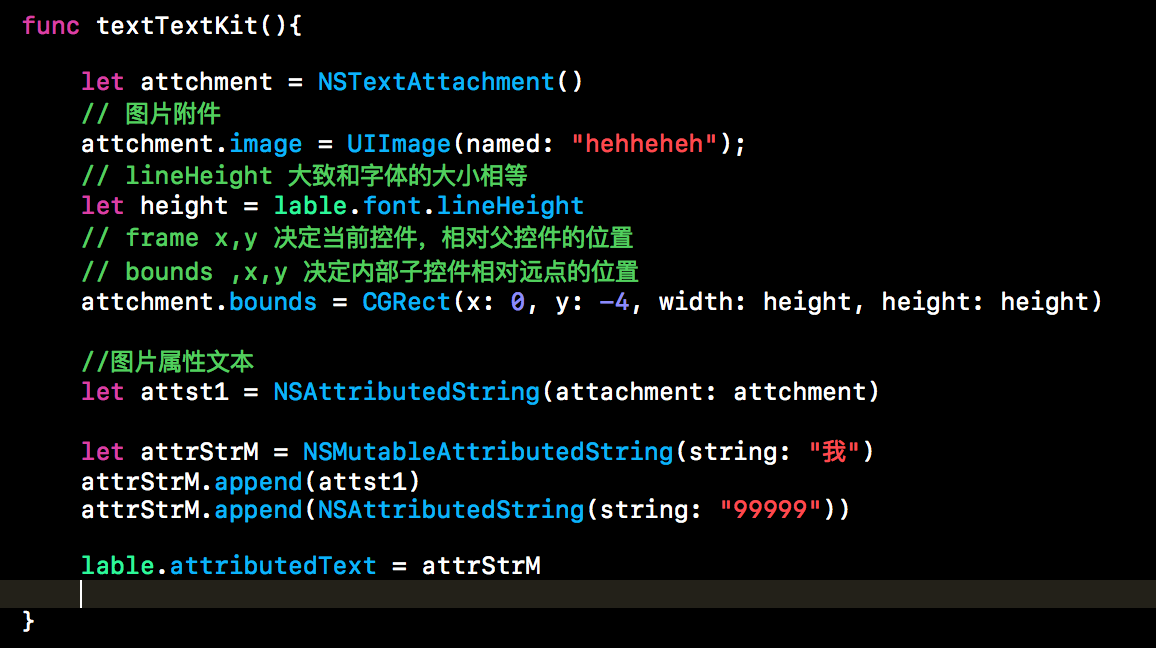 func textTextKit(){
let attchment = NSTextAttachment()
// 图片附件
attchment.image = UIImage(named: "hehheheh");
// lineHeight 大致和字体的大小相等
let height = lable.font.lineHeight
// frame x,y 决定当前控件，相对父控件的位置
// bounds ,x,y 决定内部子控件相对远点的位置
attchment.bounds = CGRect(x: 0, y: -4, width: height, height: height)
//图片属性文本
let attst1 = NSAttributedString(attachment: attchment)
let attrStrM = NSMutableAttributedString(string: "我")
attrStrM.append(attst1)
attrStrM.append(NSAttributedString(string: "99999"))
lable.attributedText = attrStrM
}